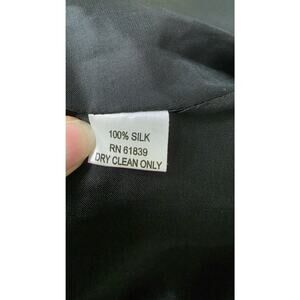 100% SILK
RN 61839
DRY CLEAN ONLY